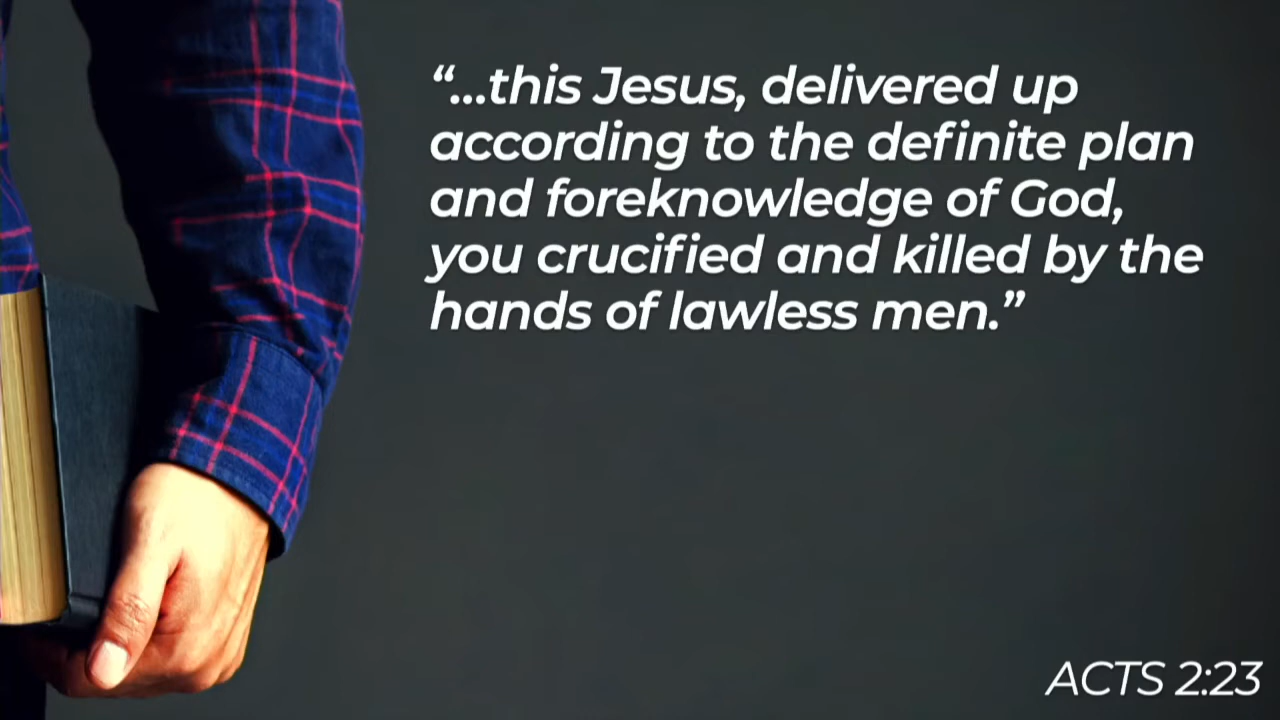 “...this Jesus, delivered up
according to the definite plan
and foreknowledge of God,
you crucified and killed by the
hands of lawless men.”
ACTS 2:23